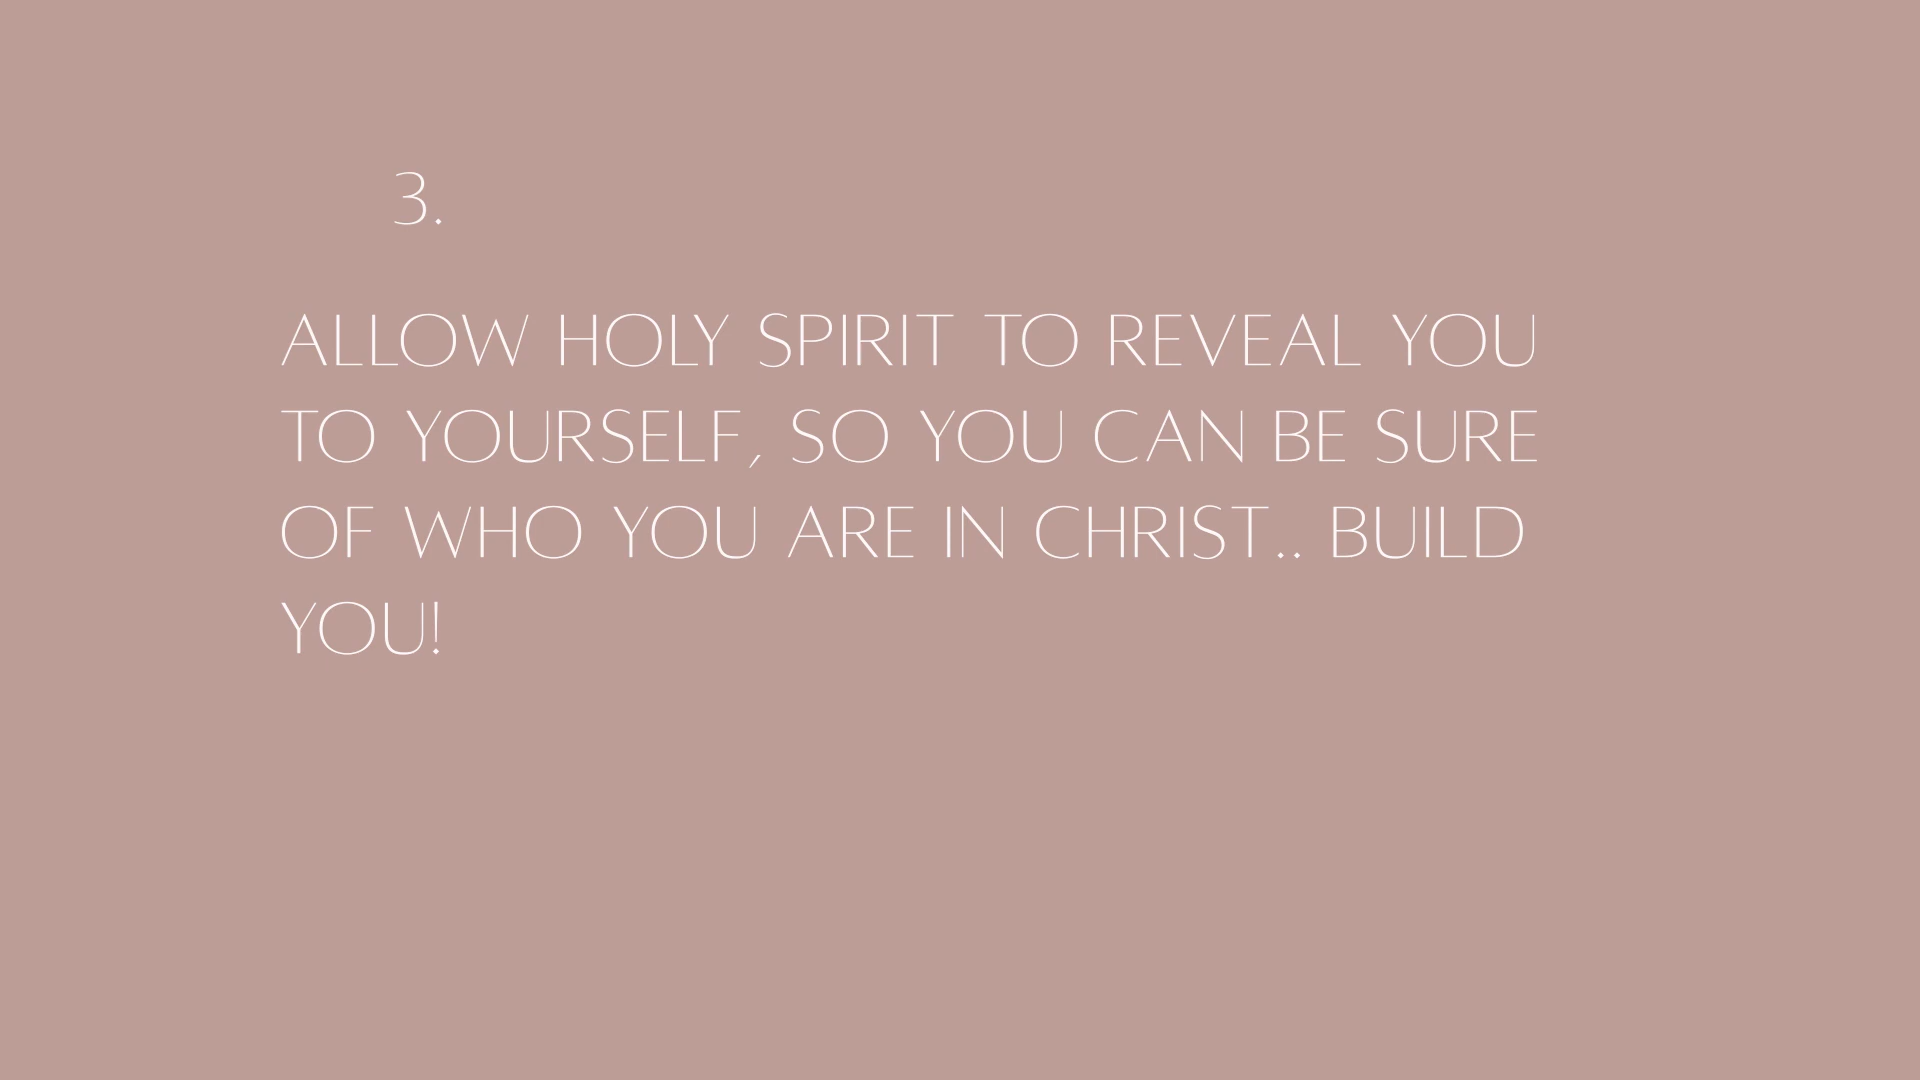 3.
ALLOW HOLY SPIRIT TO REVEAL YOU
TO YOURSELF, SO YOU CAN BE SURE
OF WHO YOU ARE IN CHRIST.. BUILD
YOU!